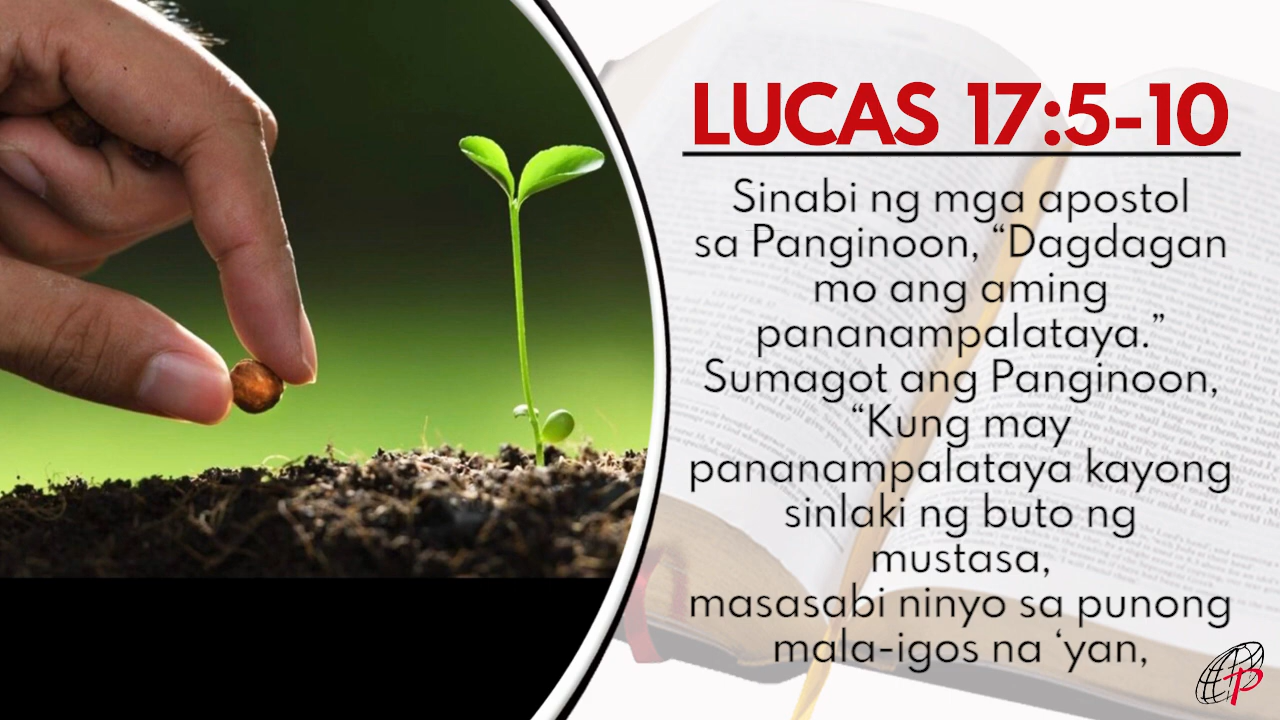 LUCAS 17:5-10
Sinabi ng mga apostol
sa Panginoon, “Dagdagan
mo ang aming
pananampalataya.”
Sumagot ang Panginoon,
“Kung may
pananampalataya kayong
sinlaki ng buto ng
mustasa,
masasabi ninyo sa punong
mala-igos na ‘yan,